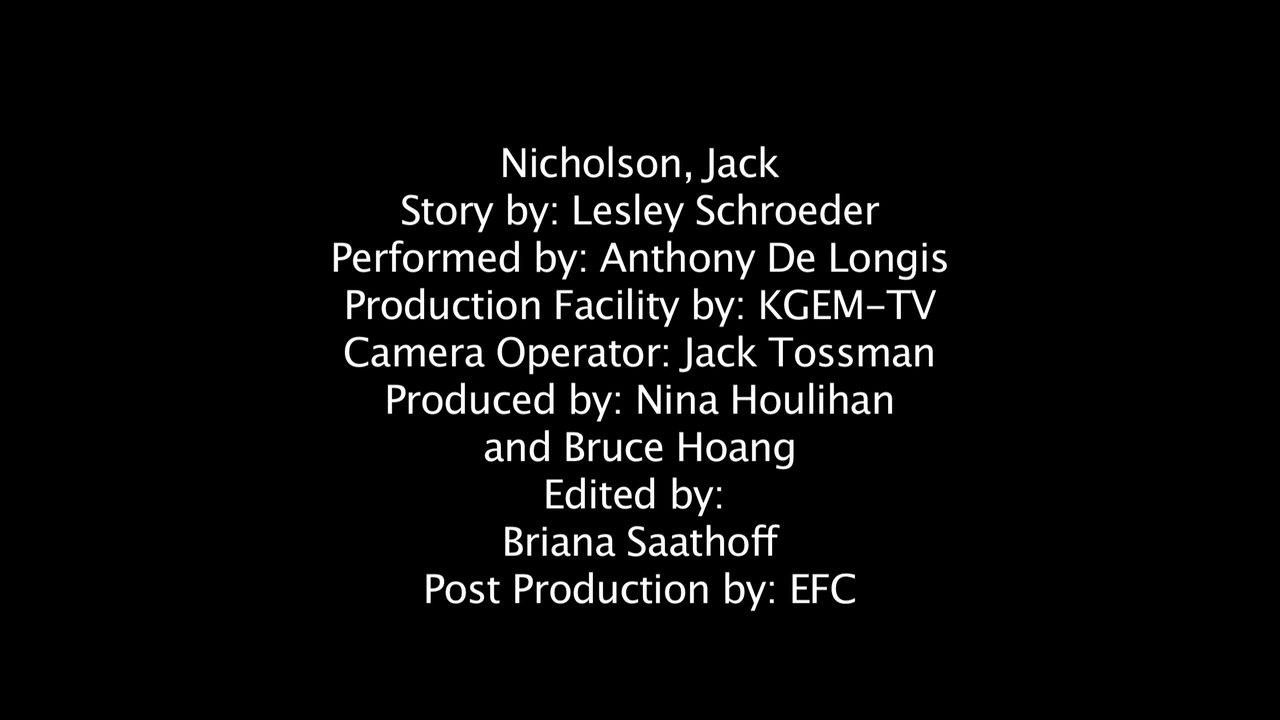 Nicholson, Jack
Story by: Lesley Schroeder
Performed by: Anthony De Longis
Production Facility by: KGEM–TV
Camera Operator: Jack Tossman
Produced by: Nina Houlihan
and Bruce Hoang
Edited by:
Briana Saathoff
Post Production by: EFC